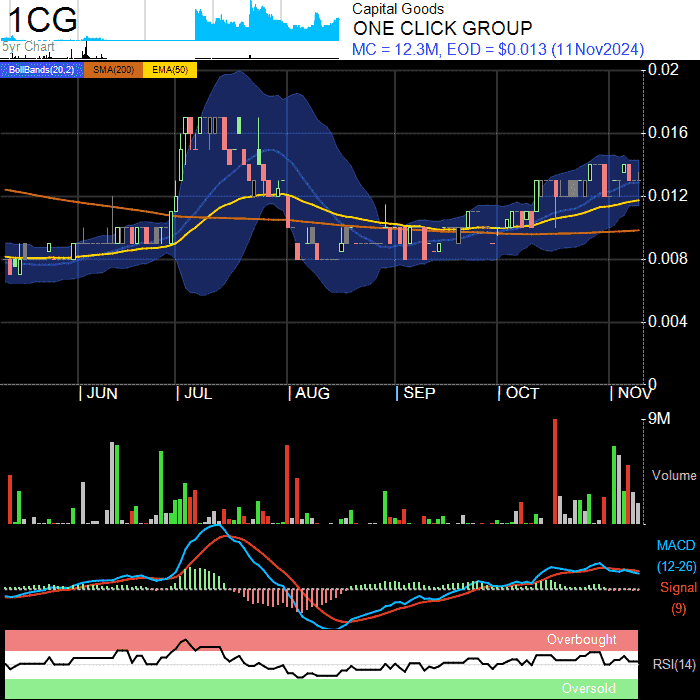 1CG
5yr Chart
Capital Goods
ONE CLICK GROUP
MC = 12.3M, EOD = $0.013 (11Nov2024)
BollBands(20,2) SMA(200) EMA(50)
0.02
0.016
0.012
0.008
0.004
0
| JUN | JUL | AUG | SEP | OCT | NOV
9M
Volume
MACD
(12-26)
Signal
(9)
Overbought
RSI(14)
Oversold